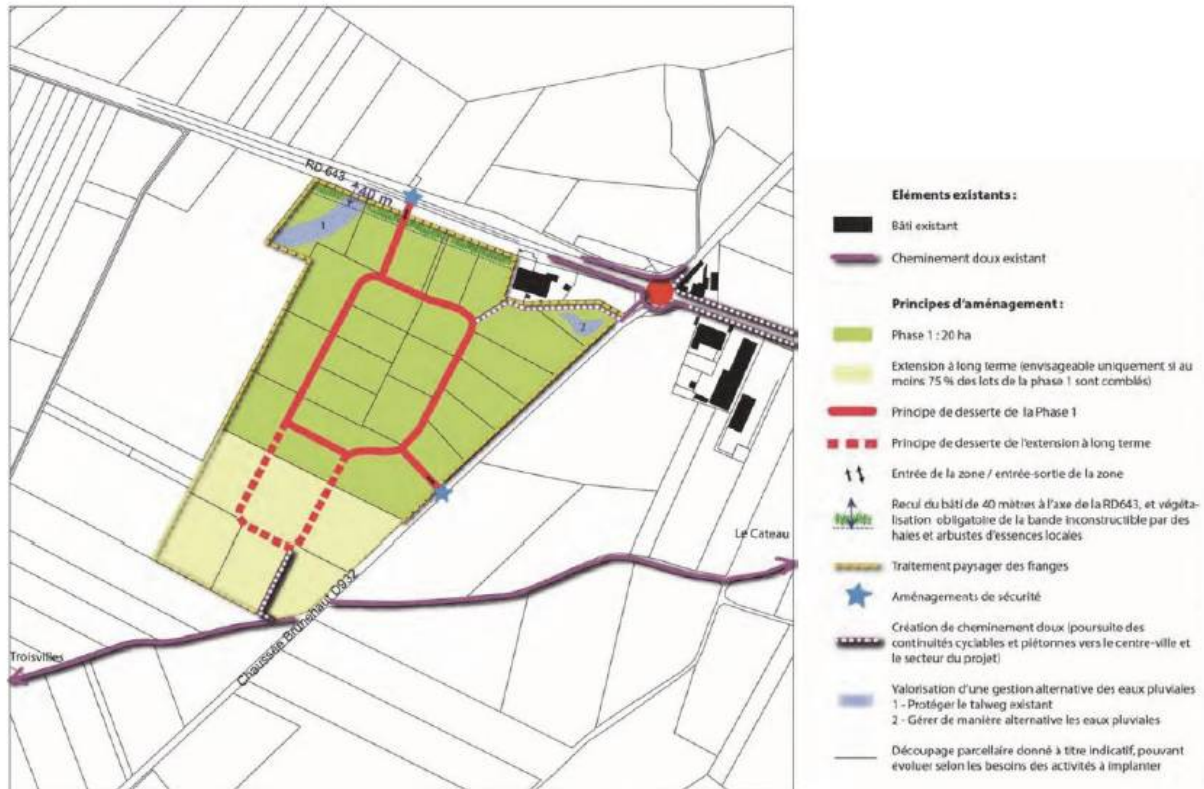 RD 643
40 m
1
2
Le Cateau
Chaussée Brunehaut D932
Troisvilles
Eléments existants :
Bâti existant
Cheminement doux existant
Principes d'aménagement :
Phase 1 : 20 ha
Extension à long terme (envisageable uniquement si au
moins 75 % des lots de la phase 1 sont comblés)
Principe de desserte de la Phase 1
Principe de desserte de l'extension à long terme
Entrée de la zone / entrée-sortie de la zone
Recul du bâti de 40 mètres à l'axe de la RD643, et végéta-
lisation obligatoire de la bande inconstructible par des
haies et arbustes d'essences locales
Traitement paysager des franges
Aménagements de sécurité
Création de cheminement doux (poursuite des
continuités cyclables et piétonnes vers le centre-ville et
le secteur du projet)
Valorisation d'une gestion alternative des eaux pluviales
1 - Protéger le talweg existant
2 - Gérer de manière alternative les eaux pluviales
Découpage parcellaire donné à titre indicatif, pouvant
évoluer selon les besoins des activités à implanter